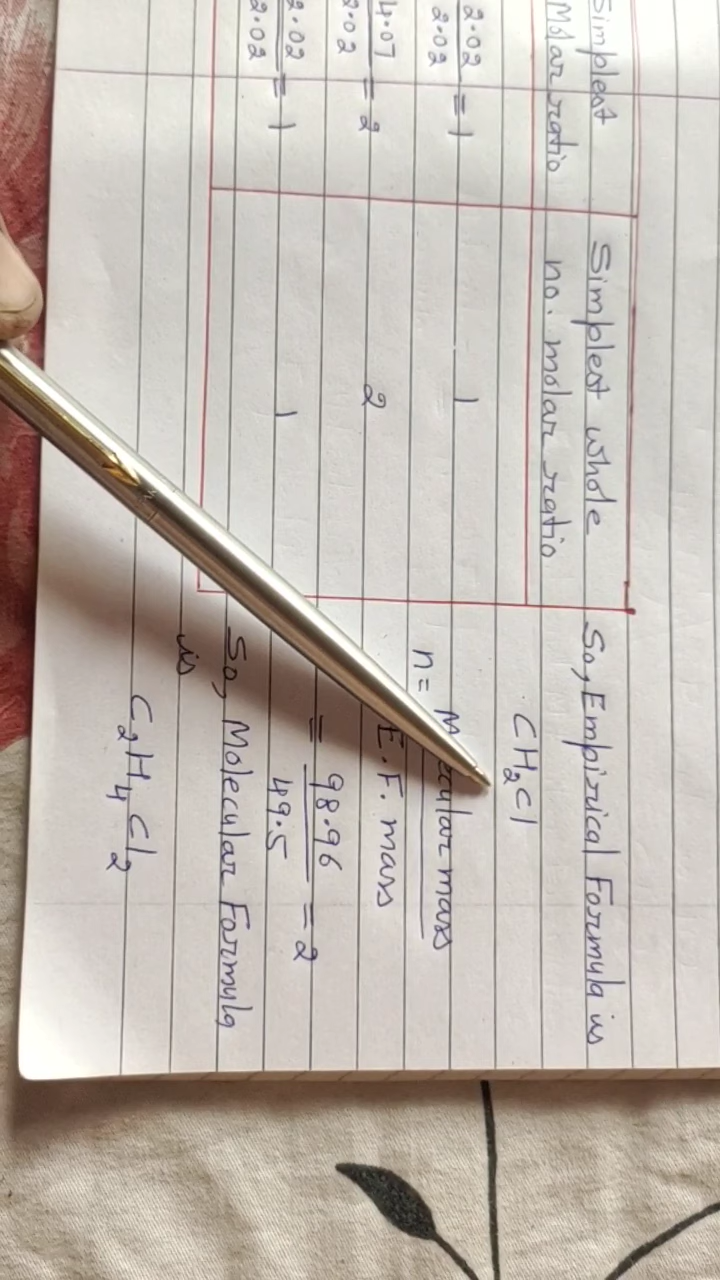 Simplest
Molar ratio
2.02/2.02 = 1
4.07/2.02 = 2
2.02/2.02 = 1
Simplest whole
no. molar ratio
1
2
1
So, Empirical Formula is
CH₂Cl
n = cular mass
E.F. mass
= 98.96/49.5 = 2
So, Molecular Formula
is
C₂H₄Cl₂